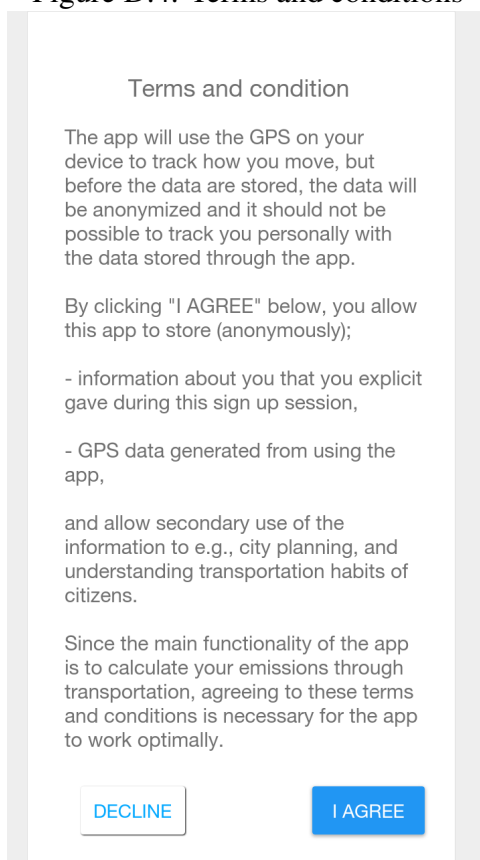 Figure D.4: Terms and conditions
Terms and condition
The app will use the GPS on your
device to track how you move, but
before the data are stored, the data will
be anonymized and it should not be
possible to track you personally with
the data stored through the app.
By clicking "I AGREE" below, you allow
this app to store (anonymously);
- information about you that you explicit
gave during this sign up session,
- GPS data generated from using the
app,
and allow secondary use of the
information to e.g., city planning, and
understanding transportation habits of
citizens.
Since the main functionality of the app
is to calculate your emissions through
transportation, agreeing to these terms
and conditions is necessary for the app
to work optimally.
DECLINE
I AGREE